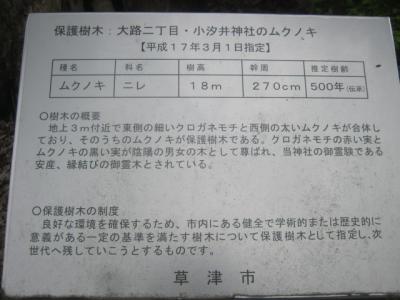 保護樹木：大路二丁目・小汐井神社のムクノキ
【平成17年3月1日指定】
種名 科名 樹高 幹周 推定樹齢
ムクノキ ニレ 18m 270cm 500年(伝承)
○樹木の概要
地上3m付近で東側の細いクロガネモチと西側の太いムクノキが合体して
おり、そのうちのムクノキが保護樹木である。クロガネモチの赤い実と
ムクノキの黒い実が陰陽の男女の木として尊ばれ、当神社の御霊験である
安産、縁結びの御霊木とされている。
○保護樹木の制度
良好な環境を確保するため、市内にある健全で学術的または歴史的に
意義がある一定の基準を満たす樹木について保護樹木として指定し、次
世代へ残していこうとするものです。
草津市